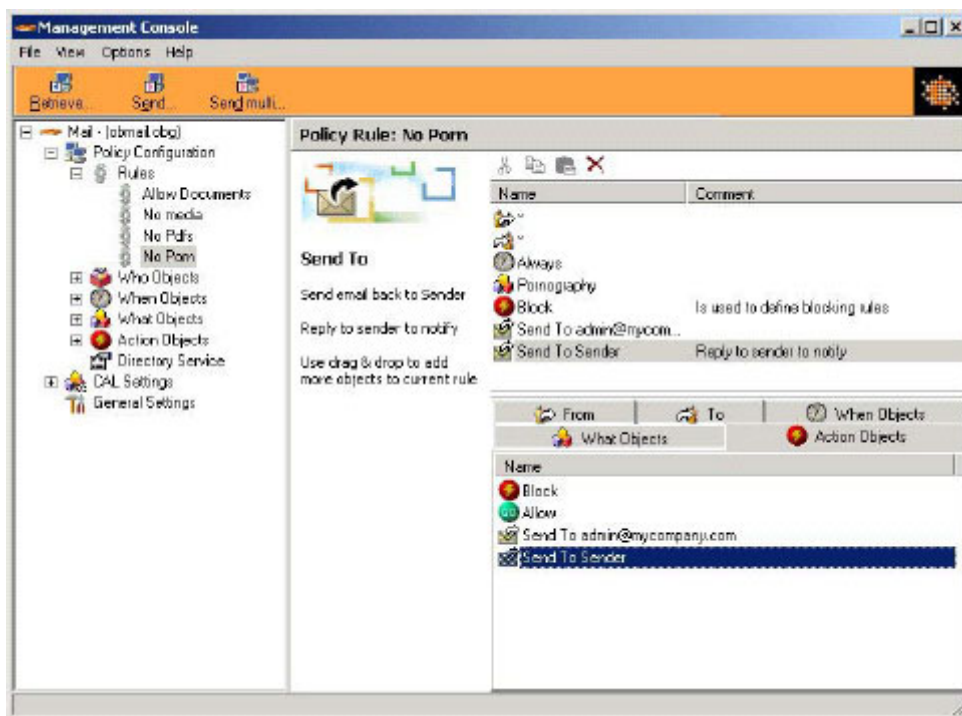 Management Console
File View Options Help
Retrieve... Send... Send multi...
Mail - (obmail.obg)
Policy Configuration
Rules
Allow Documents
No media
No Pdfs
No Porn
Who Objects
When Objects
What Objects
Action Objects
Directory Service
CAL Settings
General Settings
Policy Rule: No Porn
Send To
Send email back to Sender
Reply to sender to notify
Use drag & drop to add
more objects to current rule
Name Comment
*
*
Always
Pornography
Block Is used to define blocking rules
Send To admin@mycom...
Send To Sender Reply to sender to notify
From To When Objects
What Objects Action Objects
Name
Block
Allow
Send To admin@mycompany.com
Send To Sender